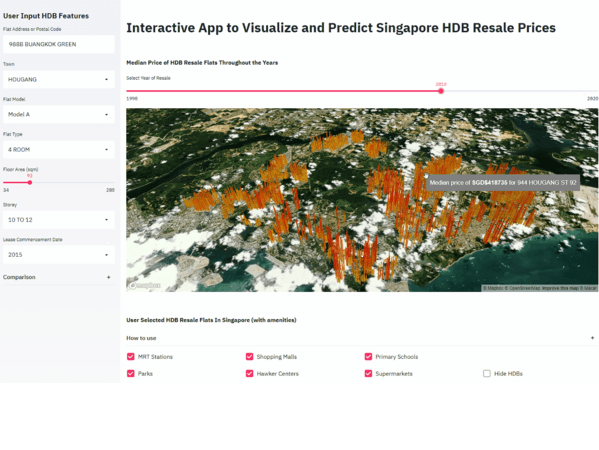 User Input HDB Features
Flat Address or Postal Code
988B BUANGKOK GREEN
Town
HOUGANG
Flat Model
Model A
Flat Type
4 ROOM
Floor Area (sqm)
92
34 280
Storey
10 TO 12
Lease Commencement Date
2015
Comparison +
Interactive App to Visualize and Predict Singapore HDB Resale Prices
Median Price of HDB Resale Flats Throughout the Years
Select Year of Resale
2016
1990 2020
Median price of SGD$418735 for 944 HOUGANG ST 92
mapbox
© Mapbox © OpenStreetMap Improve this map © Maxar
User Selected HDB Resale Flats In Singapore (with amenities)
How to use +
MRT Stations Shopping Malls Primary Schools
Parks Hawker Centers Supermarkets Hide HDBs